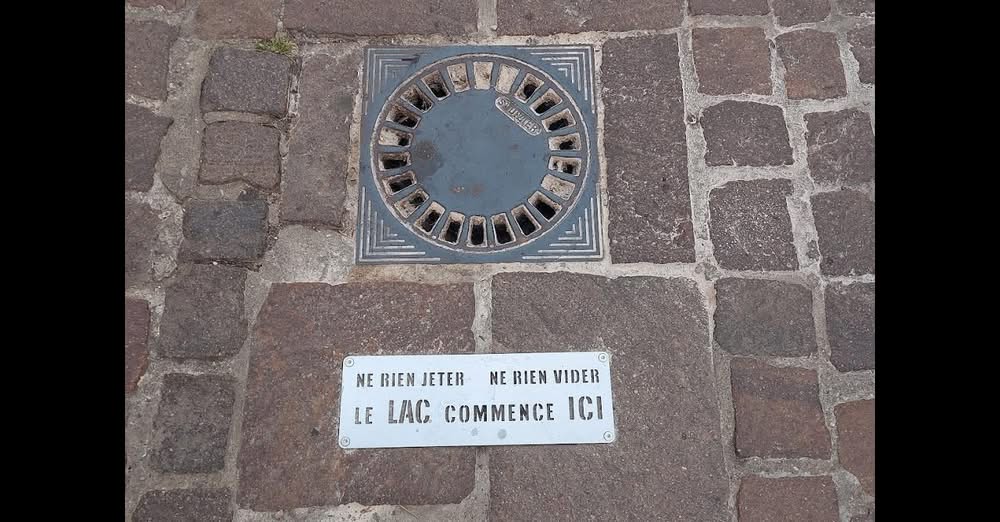 NE RIEN JETER NE RIEN VIDER
LE LAC COMMENCE ICI